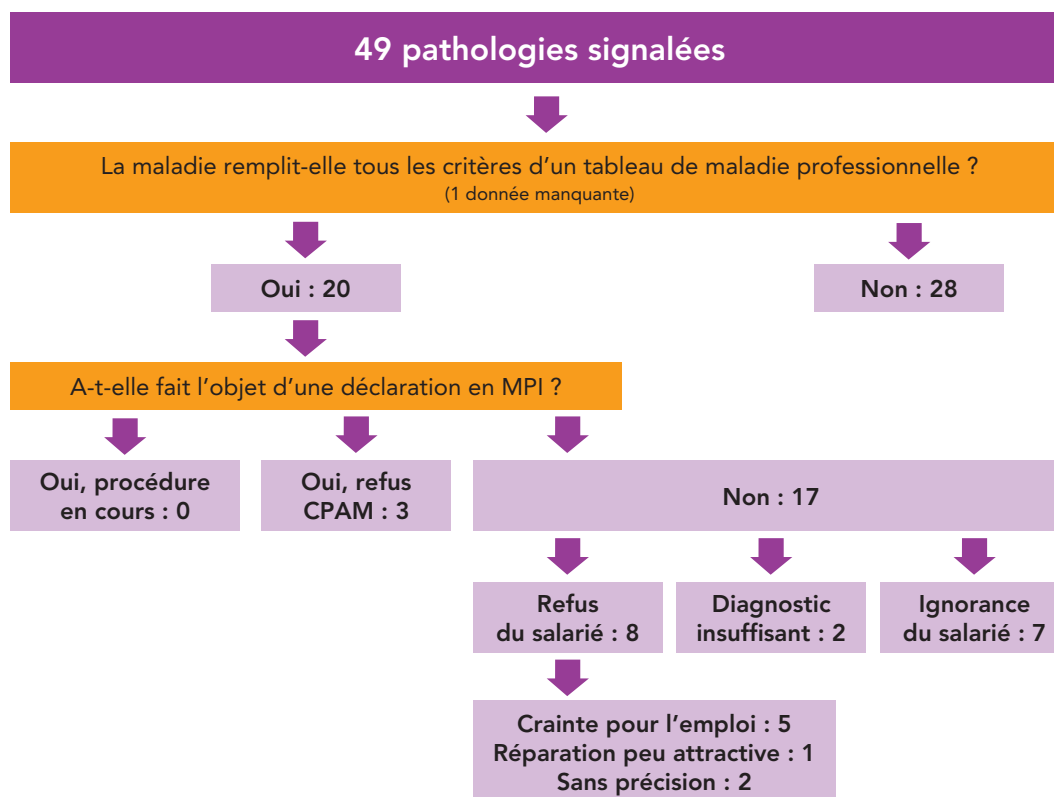 49 pathologies signalées
La maladie remplit-elle tous les critères d'un tableau de maladie professionnelle ?
(1 donnée manquante)
Oui : 20
Non : 28
A-t-elle fait l'objet d'une déclaration en MPI ?
Oui, procédure
en cours : 0
Oui, refus
CPAM : 3
Non : 17
Refus
du salarié : 8
Diagnostic
insuffisant : 2
Ignorance
du salarié : 7
Crainte pour l'emploi : 5
Réparation peu attractive : 1
Sans précision : 2